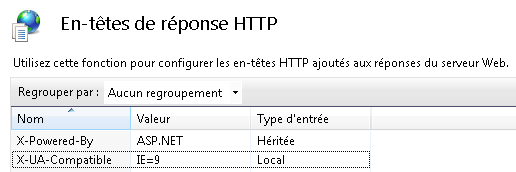 En-têtes de réponse HTTP
Utilisez cette fonction pour configurer les en-têtes HTTP ajoutés aux réponses du serveur Web.
Regrouper par : Aucun regroupement
Nom Valeur Type d'entrée
X-Powered-By ASP.NET Héritée
X-UA-Compatible IE=9 Local